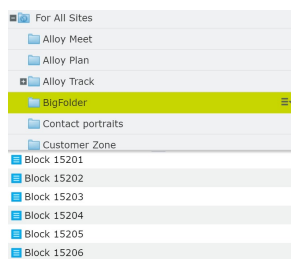 For All Sites
Alloy Meet
Alloy Plan
Alloy Track
BigFolder
Contact portraits
Customer Zone
Block 15201
Block 15202
Block 15203
Block 15204
Block 15205
Block 15206